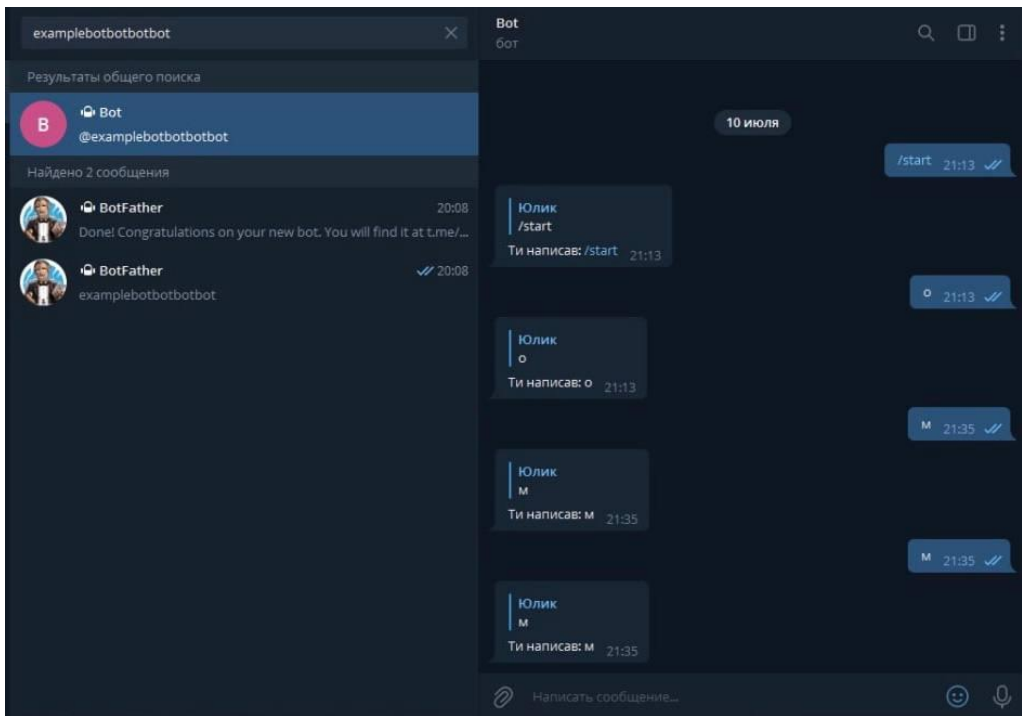 examplebotbotbotbot
Результаты общего поиска
B
Bot
@examplebotbotbotbot
Найдено 2 сообщения
BotFather 20:08
Done! Congratulations on your new bot. You will find it at t.me/...
BotFather 20:08
examplebotbotbotbot
Bot
бот
10 июля
/start 21:13
Юлик
/start
Ти написав: /start 21:13
о 21:13
Юлик
о
Ти написав: о 21:13
м 21:35
Юлик
м
Ти написав: м 21:35
м 21:35
Юлик
м
Ти написав: м 21:35
Написать сообщение...